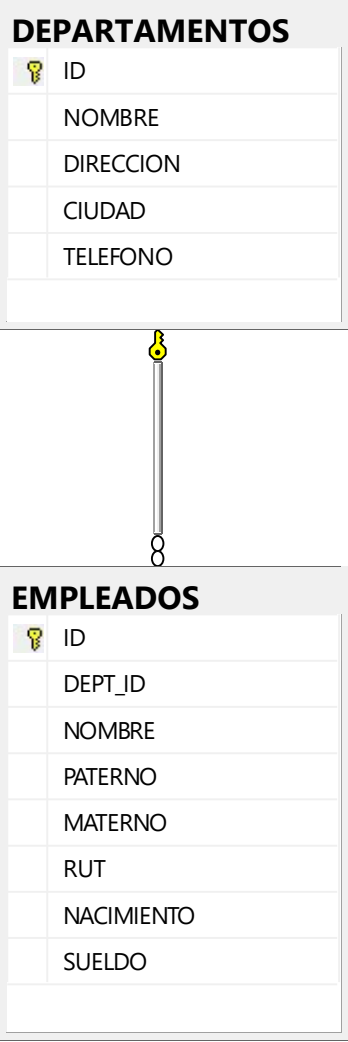 DEPARTAMENTOS
ID
NOMBRE
DIRECCION
CIUDAD
TELEFONO
EMPLEADOS
ID
DEPT_ID
NOMBRE
PATERNO
MATERNO
RUT
NACIMIENTO
SUELDO